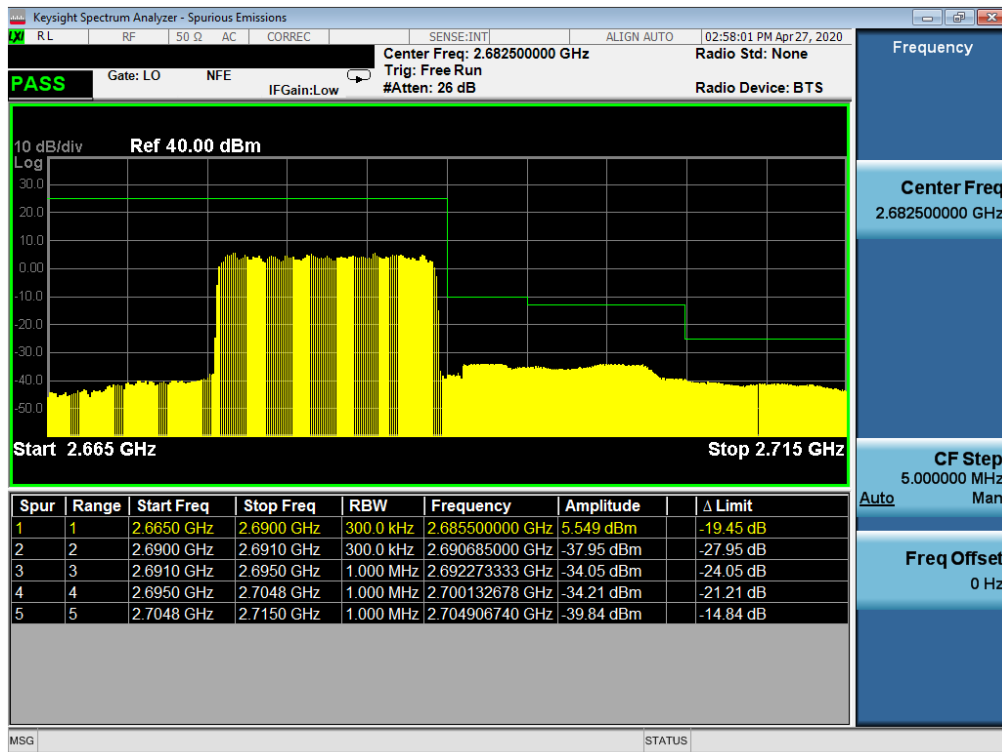 Keysight Spectrum Analyzer - Spurious Emissions
LXI RL RF 50 Ω AC CORREC SENSE:INT ALIGN AUTO 02:58:01 PM Apr 27, 2020
Frequency
Center Freq: 2.682500000 GHz Radio Std: None
PASS Gate: LO NFE Trig: Free Run
IFGain:Low #Atten: 26 dB Radio Device: BTS
10 dB/div Ref 40.00 dBm
Log
30.0
20.0
10.0
0.00
-10.0
-20.0
-30.0
-40.0
-50.0
Start 2.665 GHz Stop 2.715 GHz
Spur Range Start Freq Stop Freq RBW Frequency Amplitude Δ Limit
1 1 2.6650 GHz 2.6900 GHz 300.0 kHz 2.685500000 GHz 5.549 dBm -19.45 dB
2 2 2.6900 GHz 2.6910 GHz 300.0 kHz 2.690685000 GHz -37.95 dBm -27.95 dB
3 3 2.6910 GHz 2.6950 GHz 1.000 MHz 2.692273333 GHz -34.05 dBm -24.05 dB
4 4 2.6950 GHz 2.7048 GHz 1.000 MHz 2.700132678 GHz -34.21 dBm -21.21 dB
5 5 2.7048 GHz 2.7150 GHz 1.000 MHz 2.704906740 GHz -39.84 dBm -14.84 dB
Center Freq
2.682500000 GHz
CF Step
5.000000 MHz
Auto Man
Freq Offset
0 Hz
MSG STATUS